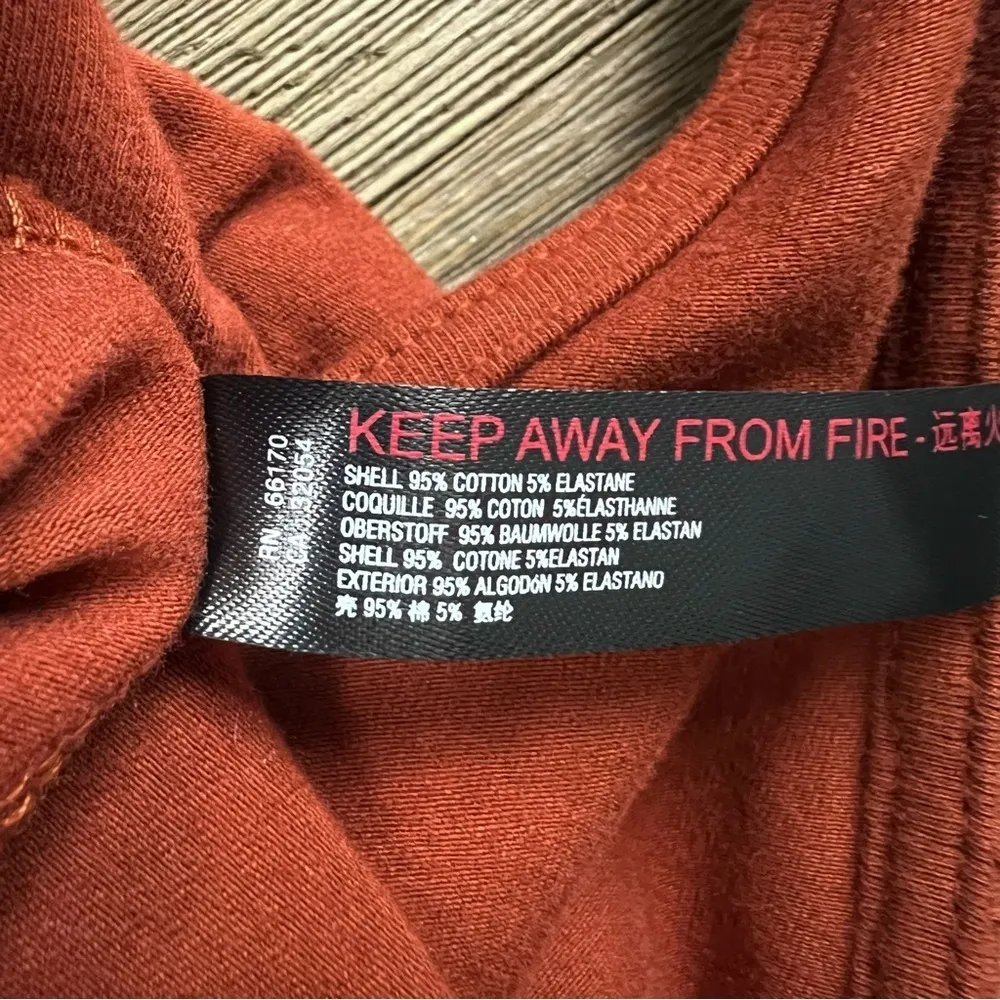 KEEP AWAY FROM FIRE - 远离火
SHELL 95% COTTON 5% ELASTANE
COQUILLE 95% COTON 5%ÉLASTHANNE
OBERSTOFF 95% BAUMWOLLE 5% ELASTAN
SHELL 95% COTONE 5%ELASTAN
EXTERIOR 95% ALGODÓN 5% ELASTANO
壳 95% 棉 5% 氨纶
RN 66170
CA 32054